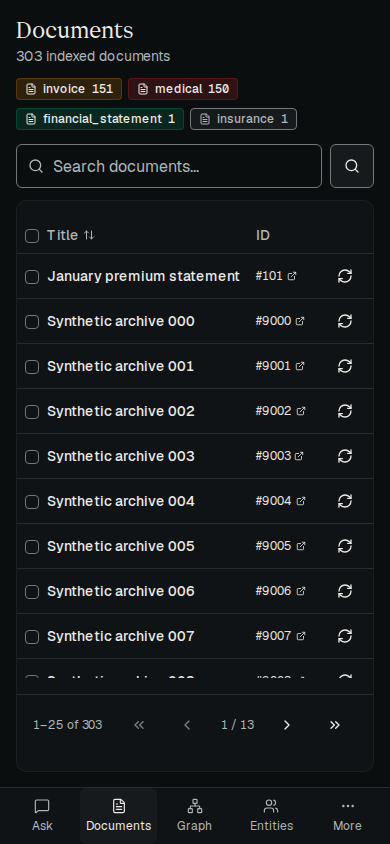 Documents
303 indexed documents
invoice 151 medical 150
financial_statement 1 insurance 1
Search documents...
Title ID
January premium statement #101
Synthetic archive 000 #9000
Synthetic archive 001 #9001
Synthetic archive 002 #9002
Synthetic archive 003 #9003
Synthetic archive 004 #9004
Synthetic archive 005 #9005
Synthetic archive 006 #9006
Synthetic archive 007 #9007
1–25 of 303 1 / 13
Ask Documents Graph Entities More